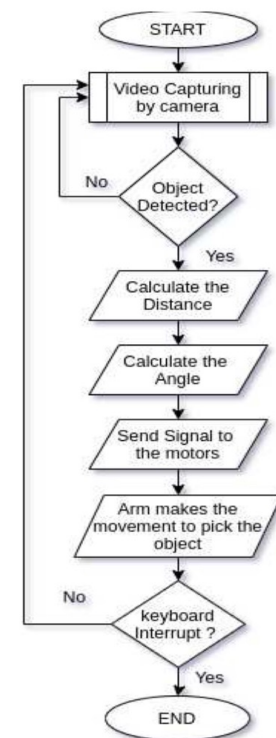 START
Video Capturing
by camera
No
Object
Detected?
Yes
Calculate the
Distance
Calculate the
Angle
Send Signal to
the motors
Arm makes the
movement to pick the
object
No
keyboard
Interrupt ?
Yes
END